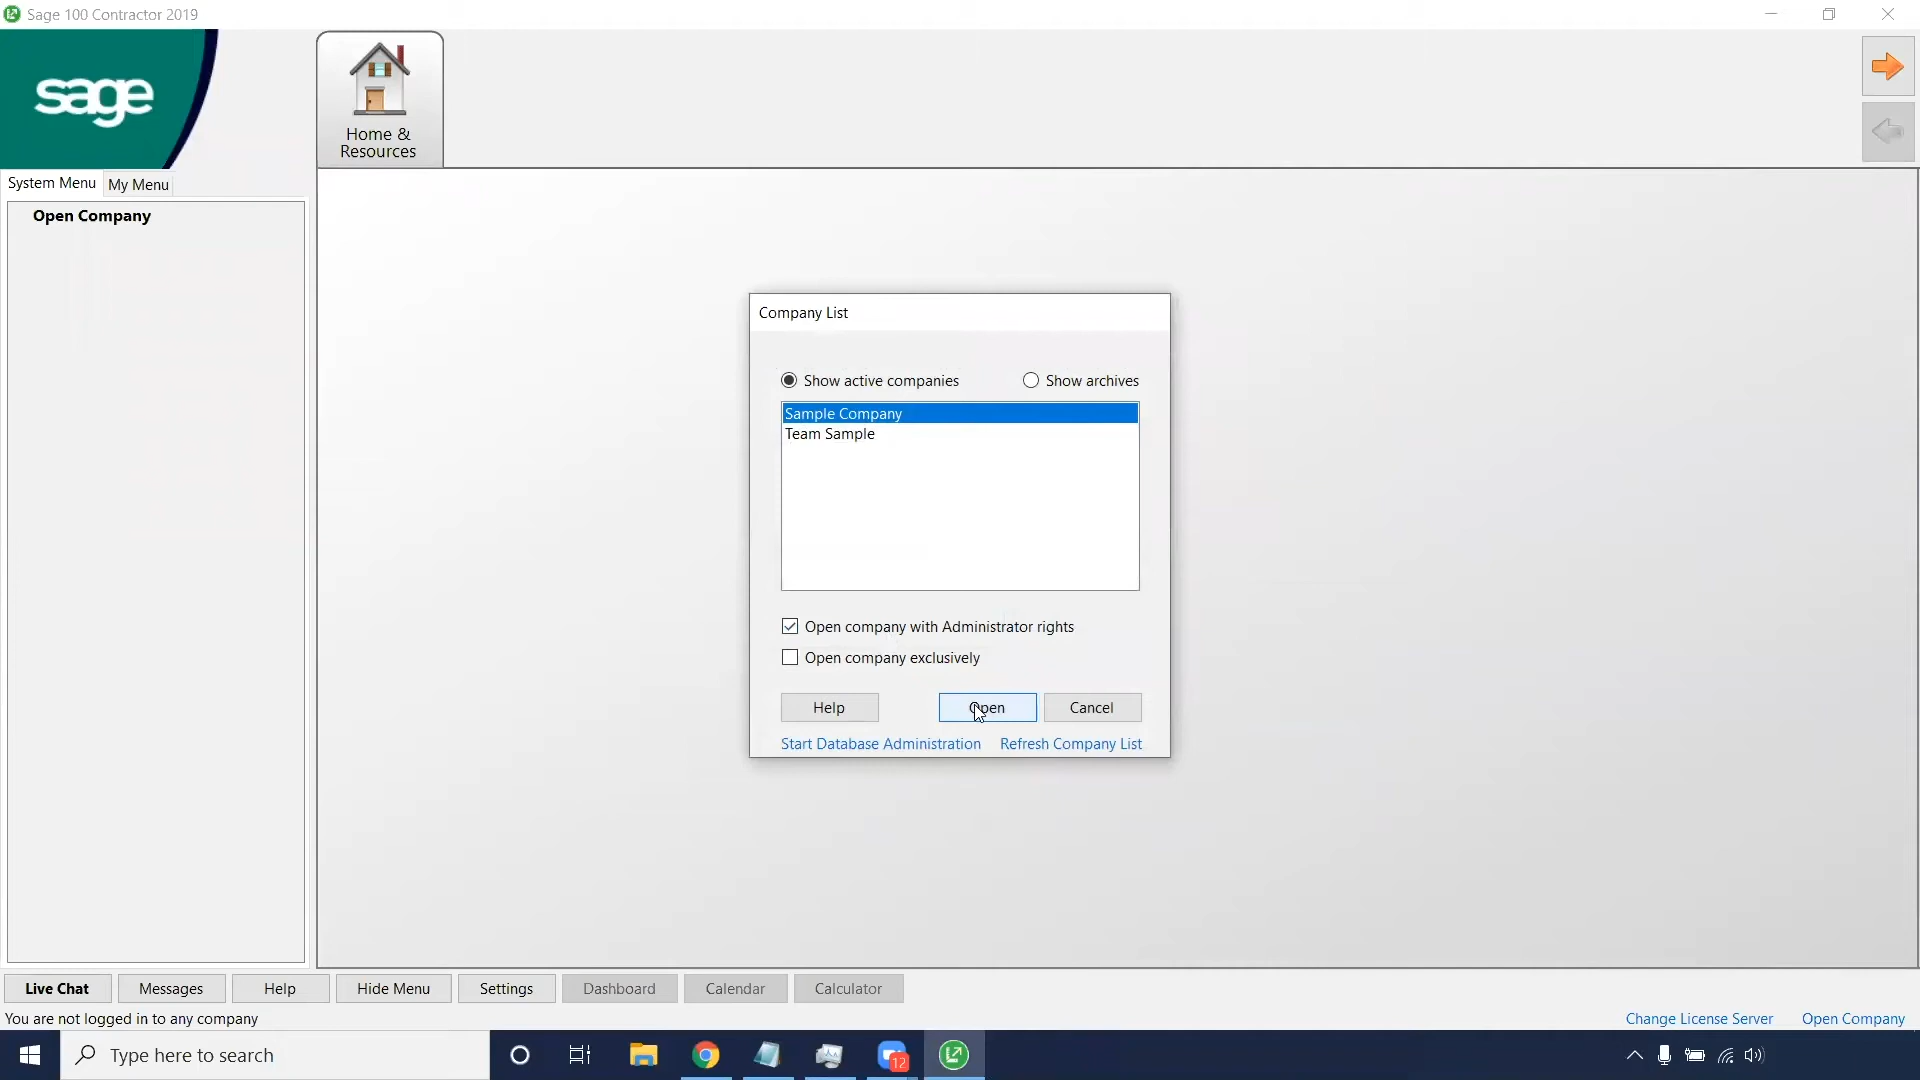 Sage 100 Contractor 2019
sage
Home &
Resources
System Menu
My Menu
Open Company
Company List
Show active companies
Show archives
Sample Company
Team Sample
Open company with Administrator rights
Open company exclusively
Help
Open
Cancel
Start Database Administration
Refresh Company List
Live Chat
Messages
Help
Hide Menu
Settings
Dashboard
Calendar
Calculator
You are not logged in to any company
Change License Server
Open Company
Type here to search
12